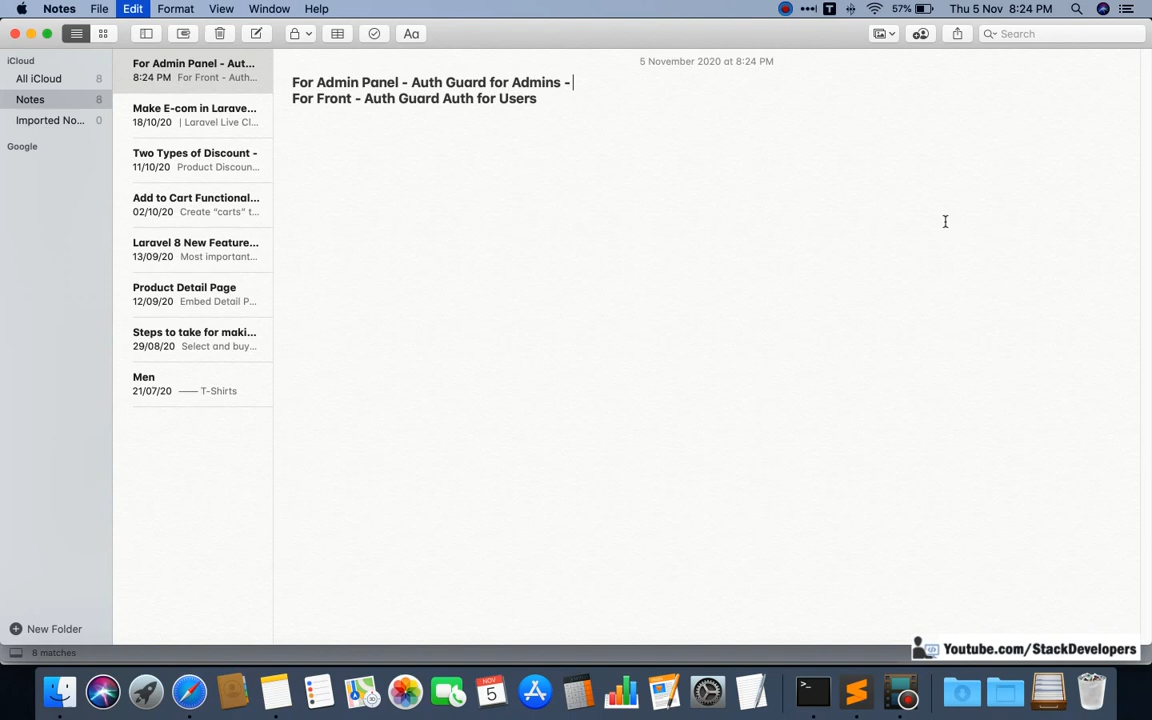 Notes File Edit Format View Window Help 57% Thu 5 Nov 8:24 PM
Aa Search
iCloud
All iCloud 8
Notes 8
Imported No... 0
Google
New Folder
For Admin Panel - Aut...
8:24 PM For Front - Auth...
Make E-com in Larave...
18/10/20 | Laravel Live Cl...
Two Types of Discount -
11/10/20 Product Discoun...
Add to Cart Functional...
02/10/20 Create “carts” t...
Laravel 8 New Feature...
13/09/20 Most important...
Product Detail Page
12/09/20 Embed Detail P...
Steps to take for maki...
29/08/20 Select and buy...
Men
21/07/20 —— T-Shirts
5 November 2020 at 8:24 PM
For Admin Panel - Auth Guard for Admins -
For Front - Auth Guard Auth for Users
8 matches
Youtube.com/StackDevelopers
NOV
5